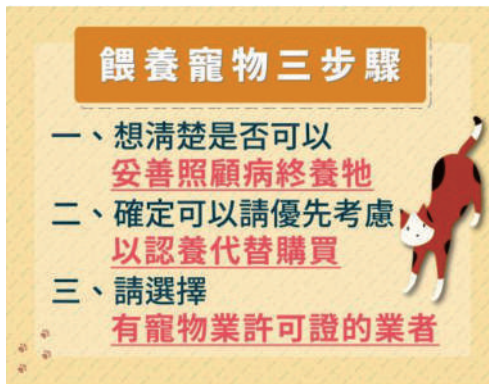 餵養寵物三步驟
一、想清楚是否可以
妥善照顧病終養牠
二、確定可以請優先考慮
以認養代替購買
三、請選擇
有寵物業許可證的業者